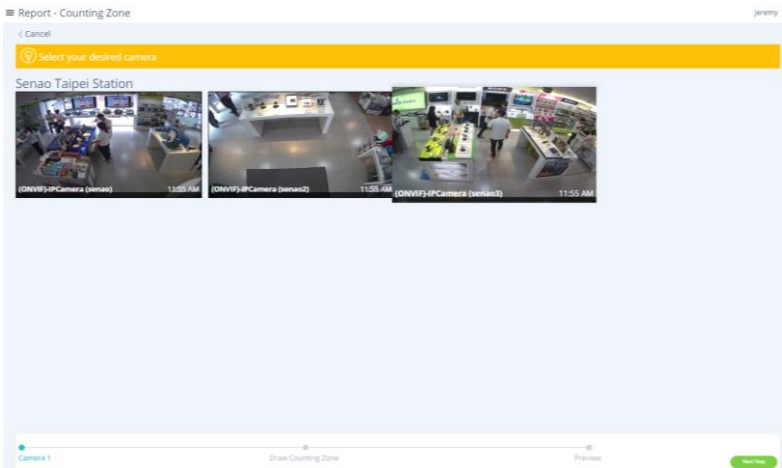 Report - Counting Zone
Jeremy
< Cancel
Select your desired camera
Senao Taipei Station
(ONVIF)-IPCamera (senao) 11:55 AM
(ONVIF)-IPCamera (senao2) 11:55 AM
(ONVIF)-IPCamera (senao3) 11:55 AM
Camera 1
Draw Counting Zone
Preview
Next Step